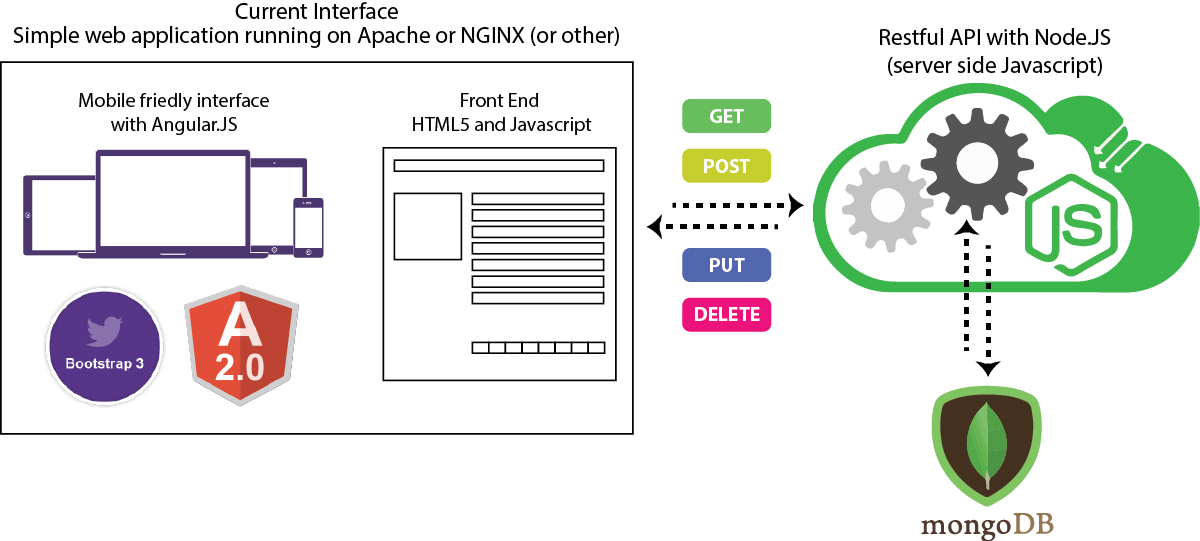 Current Interface
Simple web application running on Apache or NGINX (or other)
Mobile friedly interface
with Angular.JS
Front End
HTML5 and Javascript
Bootstrap 3
A
2.0
GET
POST
PUT
DELETE
Restful API with Node.JS
(server side Javascript)
JS
mongoDB